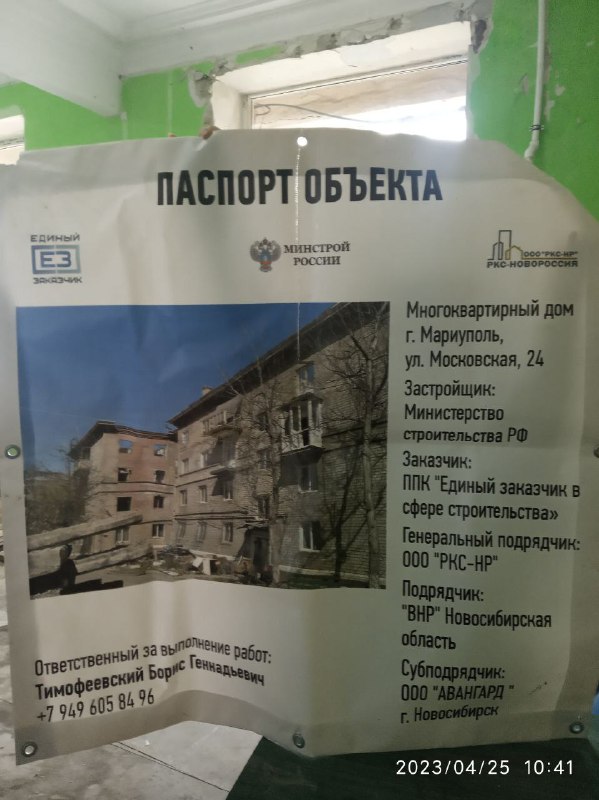 ПАСПОРТ ОБЪЕКТА
ЕДИНЫЙ
ЕЗ
ЗАКАЗЧИК
МИНСТРОЙ
РОССИИ
ООО "РКС-НР"
РКС-НОВОРОССИЯ
Многоквартирный дом
г. Мариуполь,
ул. Московская, 24
Застройщик:
Министерство
строительства РФ
Заказчик:
ППК "Единый заказчик в
сфере строительства»
Генеральный подрядчик:
ООО "РКС-НР"
Подрядчик:
"ВНР" Новосибирская
область
Субподрядчик:
ООО "АВАНГАРД "
г. Новосибирск
Ответственный за выполнение работ:
Тимофеевский Борис Геннадьевич
+7 949 605 84 96
2023/04/25 10:41